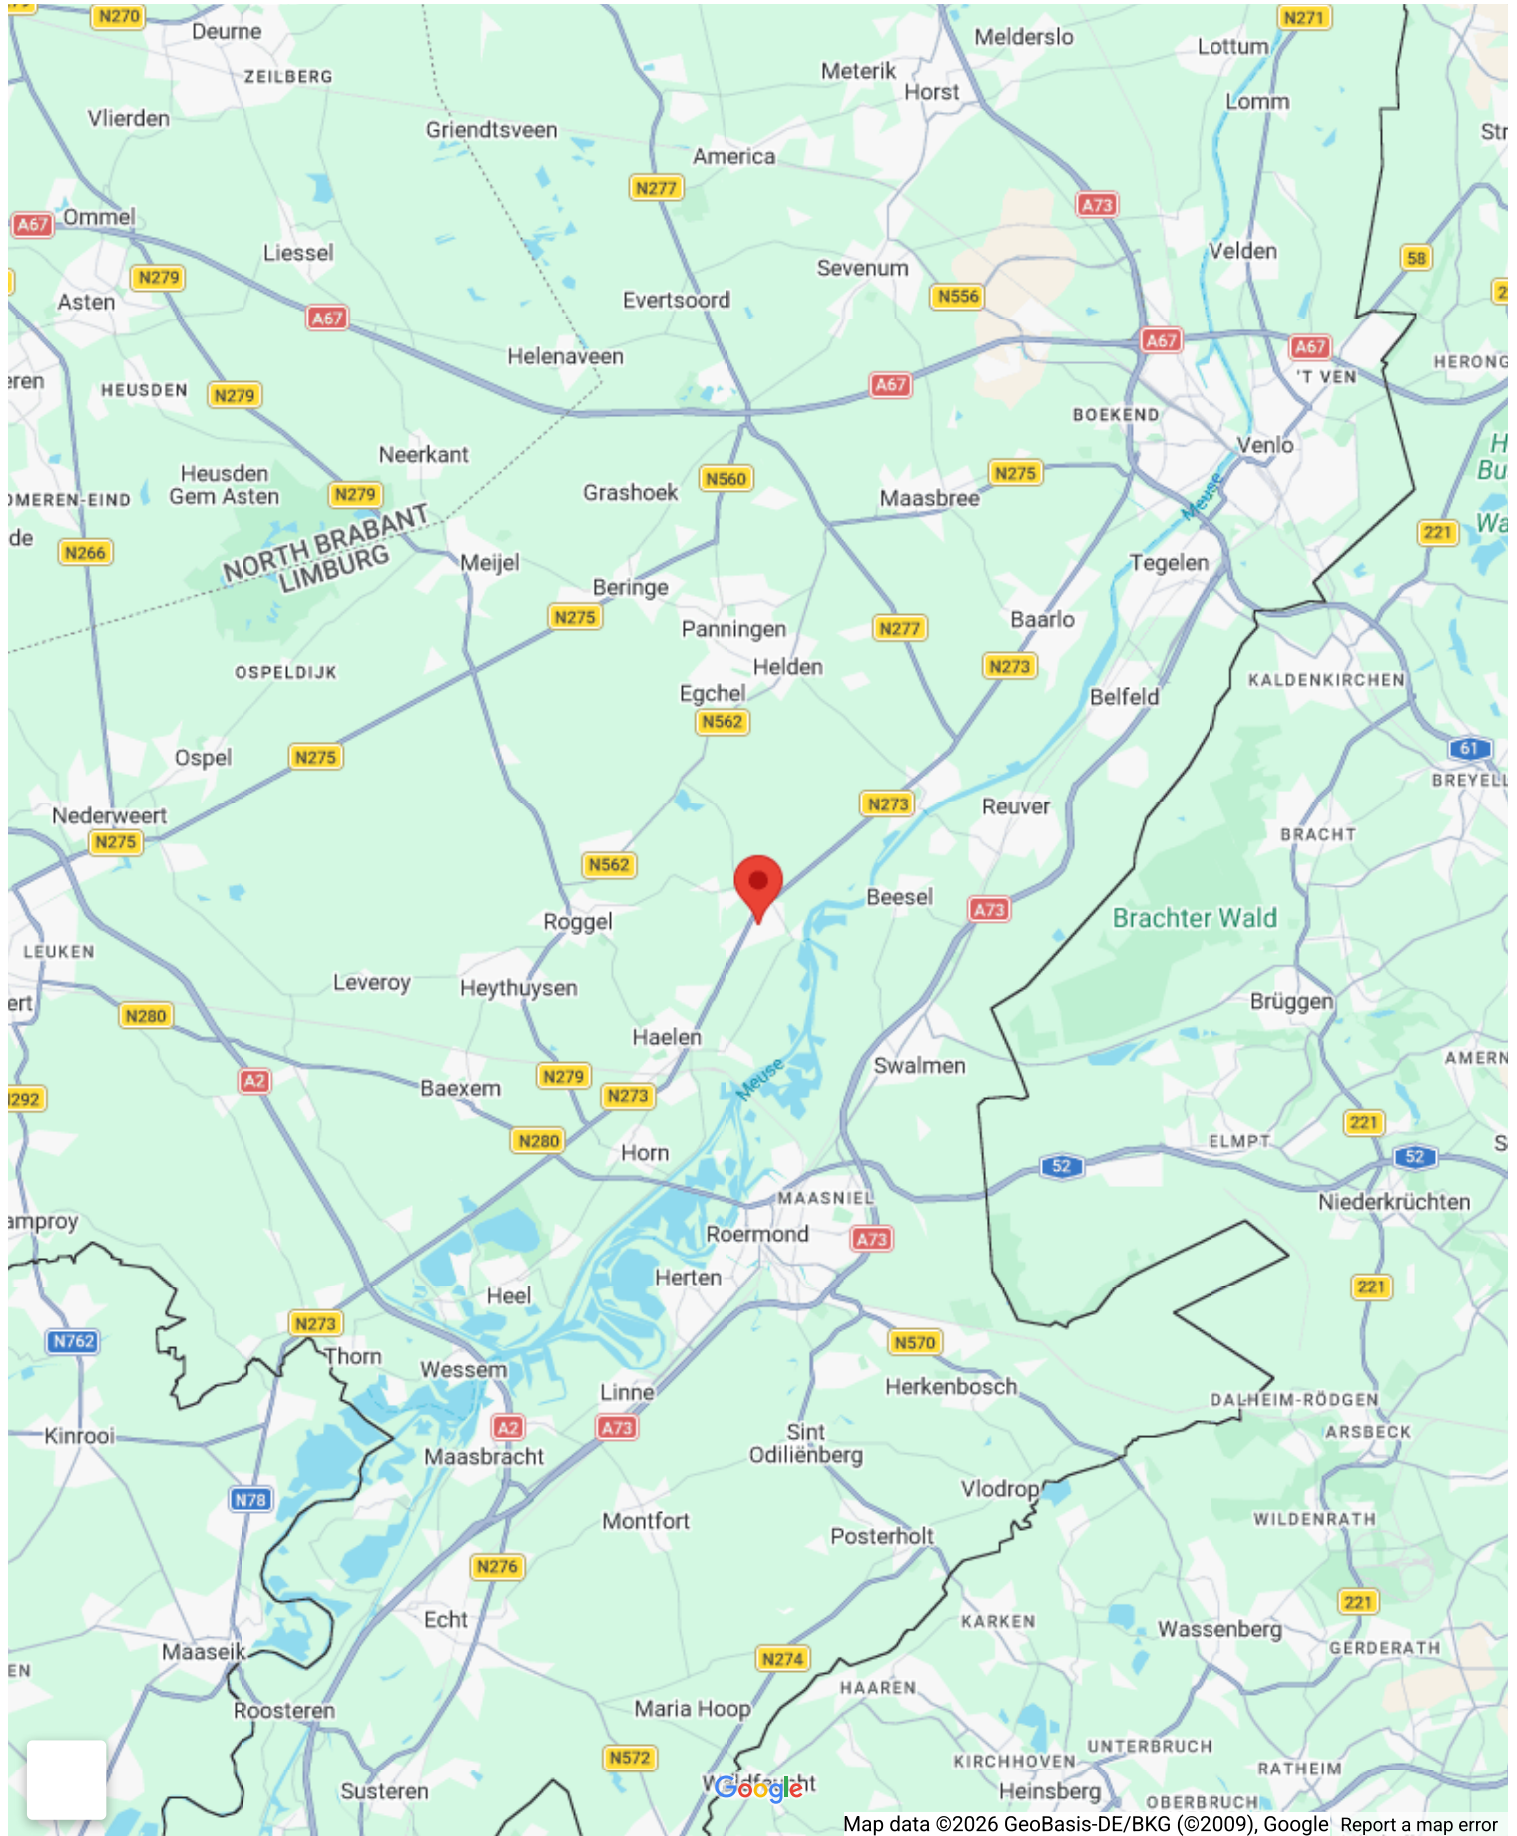 N270
Deurne
Melderslo
N271
Lottum
ZEILBERG
Meterik
Horst
Lomm
Vlierden
Griendtsveen
America
N277
A73
A67
Ommel
Liessel
Velden
58
Sevenum
N279
N556
Asten
Evertsoord
A67
A67
A67
Helenaveen
HERONG
'T VEN
A67
HEUSDEN
N279
BOEKEND
Venlo
Neerkant
Heusden
Gem Asten
N279
N560
N275
Grashoek
Maasbree
OMEREN-EIND
Meuse
NORTH BRABANT
LIMBURG
221
N266
Meijel
Tegelen
Beringe
N275
Panningen
N277
Baarlo
Helden
N273
OSPELDIJK
Egchel
KALDENKIRCHEN
Belfeld
N562
N275
Ospel
61
BREYELL
Nederweert
N273
Reuver
N275
BRACHT
N562
Beesel
A73
Roggel
Brachter Wald
LEUKEN
Leveroy
Heythuysen
Brüggen
N280
Haelen
AMERN
Swalmen
A2
N279
Meuse
Baexem
N273
221
N280
ELMPT
Horn
52
52
MAASNIEL
Niederkrüchten
amproy
Roermond
A73
Herten
221
Heel
N273
N762
N570
Thorn
Wessem
Herkenbosch
Linne
DALHEIM-RÖDGEN
A2
A73
Kinrooi
Sint
Odiliënberg
ARSBECK
Maasbracht
N78
Vlodrop
Montfort
WILDENRATH
Posterholt
N276
221
Echt
KARKEN
Wassenberg
Maaseik
GERDERATH
N274
HAAREN
Roosteren
Maria Hoop
N572
UNTERBRUCH
KIRCHHOVEN
RATHEIM
Susteren
Google
Heinsberg
OBERBRUCH
Map data ©2026 GeoBasis-DE/BKG (©2009), Google
Report a map error